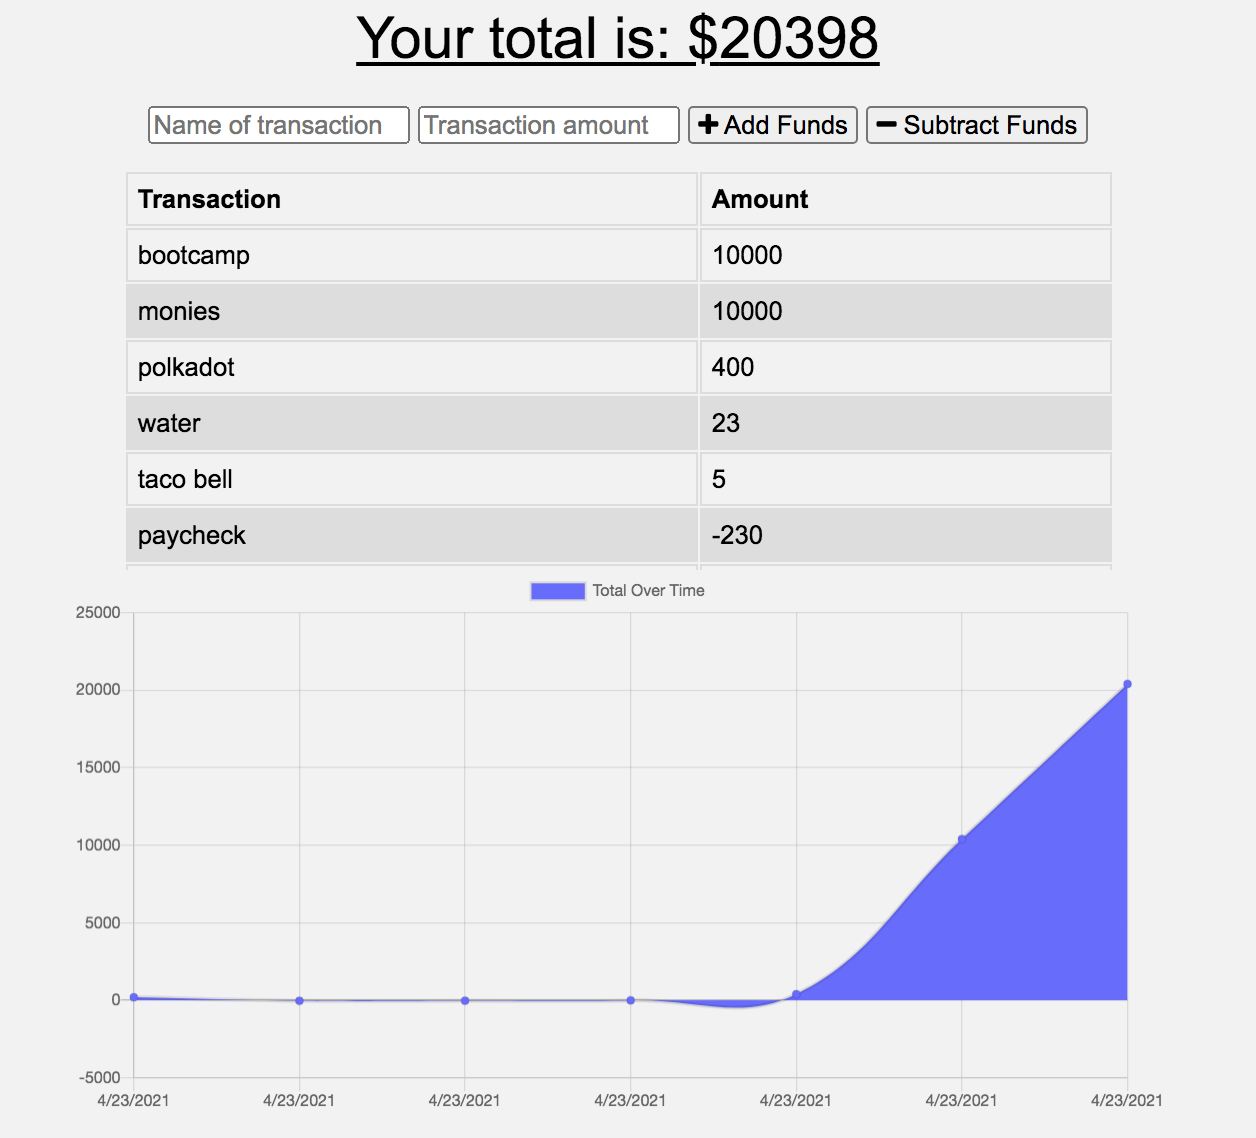 Your total is: $20398
Name of transaction Transaction amount Add Funds Subtract Funds
Transaction Amount
bootcamp 10000
monies 10000
polkadot 400
water 23
taco bell 5
paycheck -230
Total Over Time
25000
20000
15000
10000
5000
0
-5000
4/23/2021 4/23/2021 4/23/2021 4/23/2021 4/23/2021 4/23/2021 4/23/2021